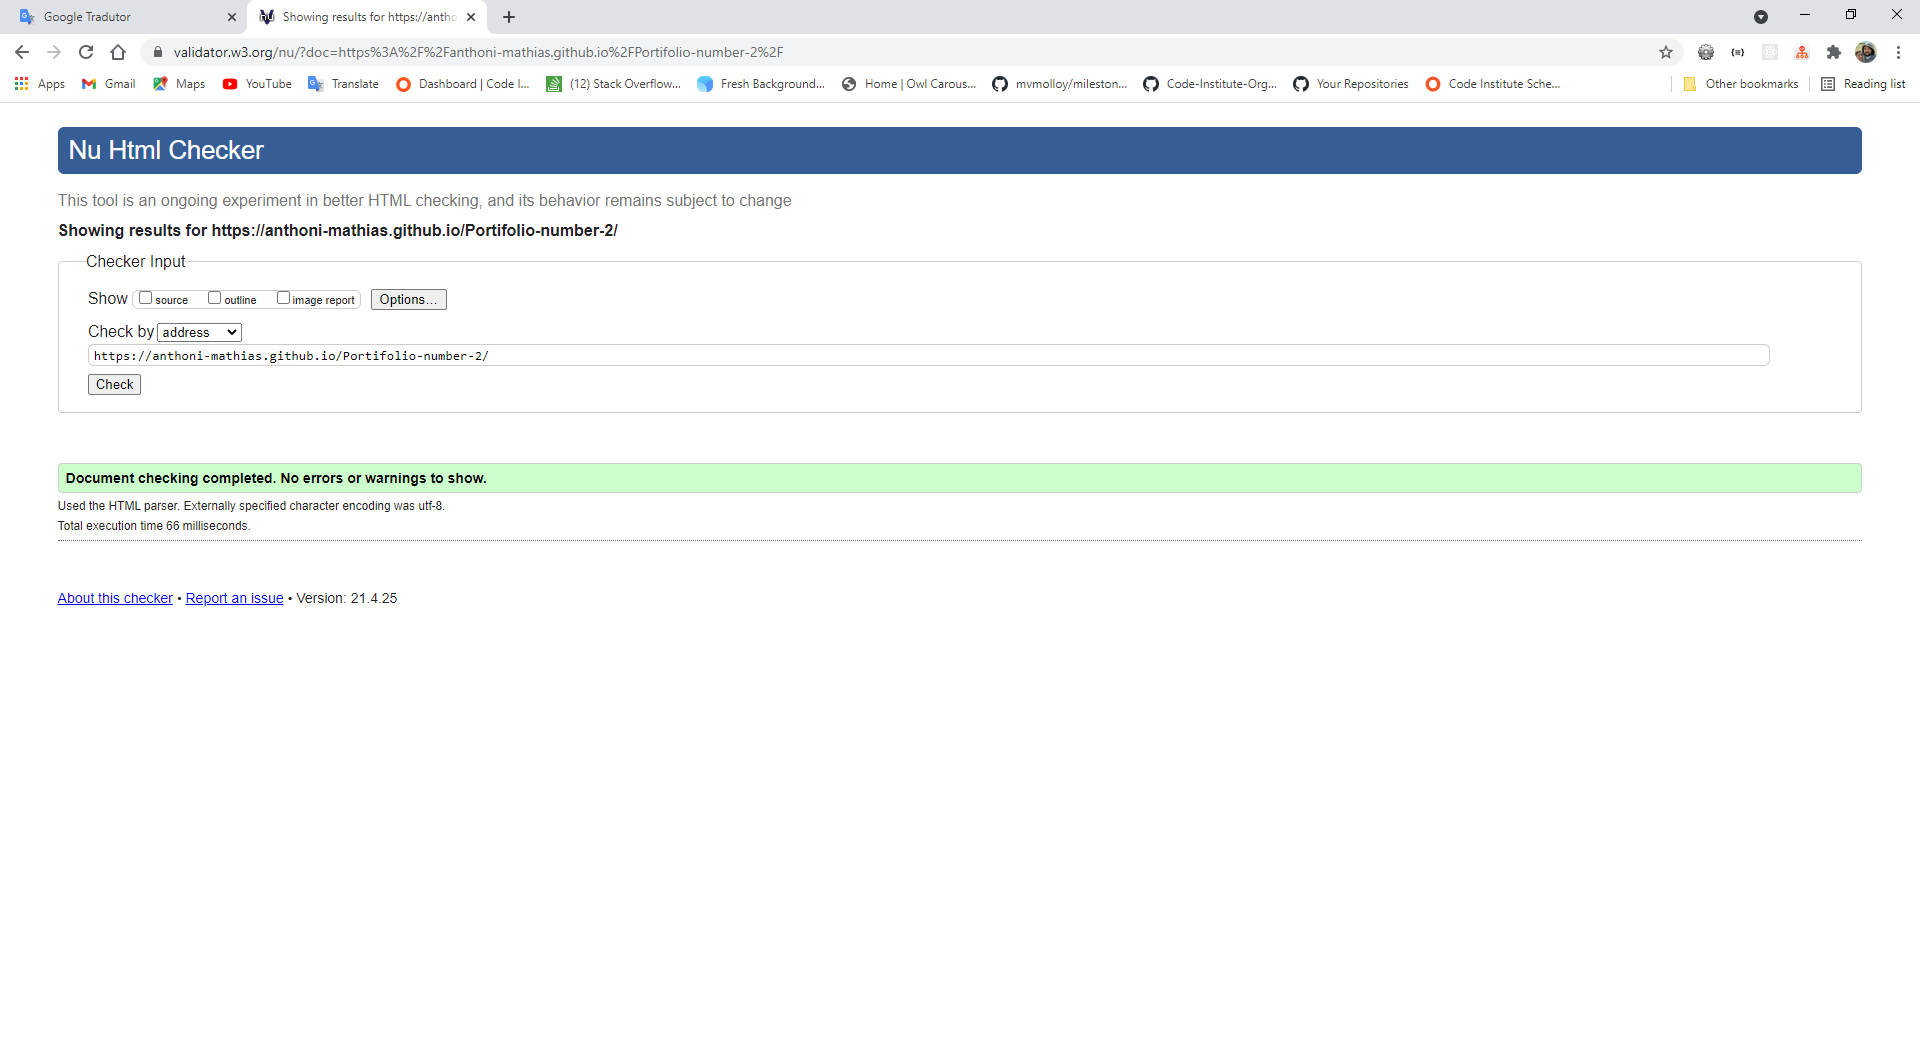 Google Tradutor
Showing results for https://antho
validator.w3.org/nu/?doc=https%3A%2F%2Fanthoni-mathias.github.io%2FPortifolio-number-2%2F
Apps Gmail Maps YouTube Translate Dashboard | Code I... (12) Stack Overflow... Fresh Background... Home | Owl Carous... mvmolloy/mileston... Code-Institute-Org... Your Repositories Code Institute Sche... Other bookmarks Reading list
Nu Html Checker
This tool is an ongoing experiment in better HTML checking, and its behavior remains subject to change
Showing results for https://anthoni-mathias.github.io/Portifolio-number-2/
Checker Input
Show source outline image report Options...
Check by address
https://anthoni-mathias.github.io/Portifolio-number-2/
Check
Document checking completed. No errors or warnings to show.
Used the HTML parser. Externally specified character encoding was utf-8.
Total execution time 66 milliseconds.
About this checker • Report an issue • Version: 21.4.25